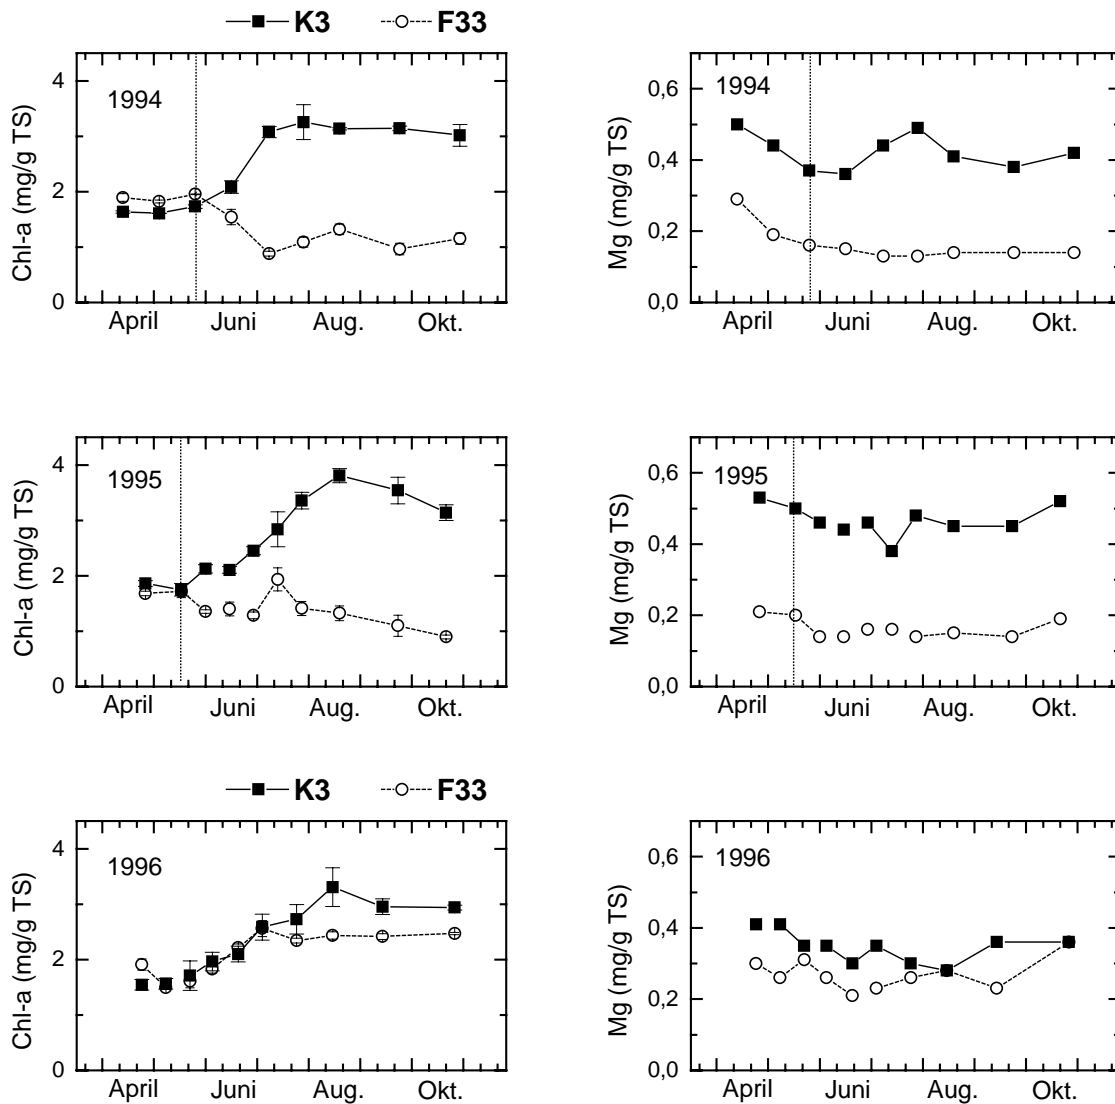 K3 F33
4
2
0
Chl-a (mg/g TS)
1994
April Juni Aug. Okt.
0,6
0,4
0,2
0,0
Mg (mg/g TS)
1994
April Juni Aug. Okt.
4
2
0
Chl-a (mg/g TS)
1995
April Juni Aug. Okt.
0,6
0,4
0,2
0,0
Mg (mg/g TS)
1995
April Juni Aug. Okt.
K3 F33
4
2
0
Chl-a (mg/g TS)
1996
April Juni Aug. Okt.
0,6
0,4
0,2
0,0
Mg (mg/g TS)
1996
April Juni Aug. Okt.